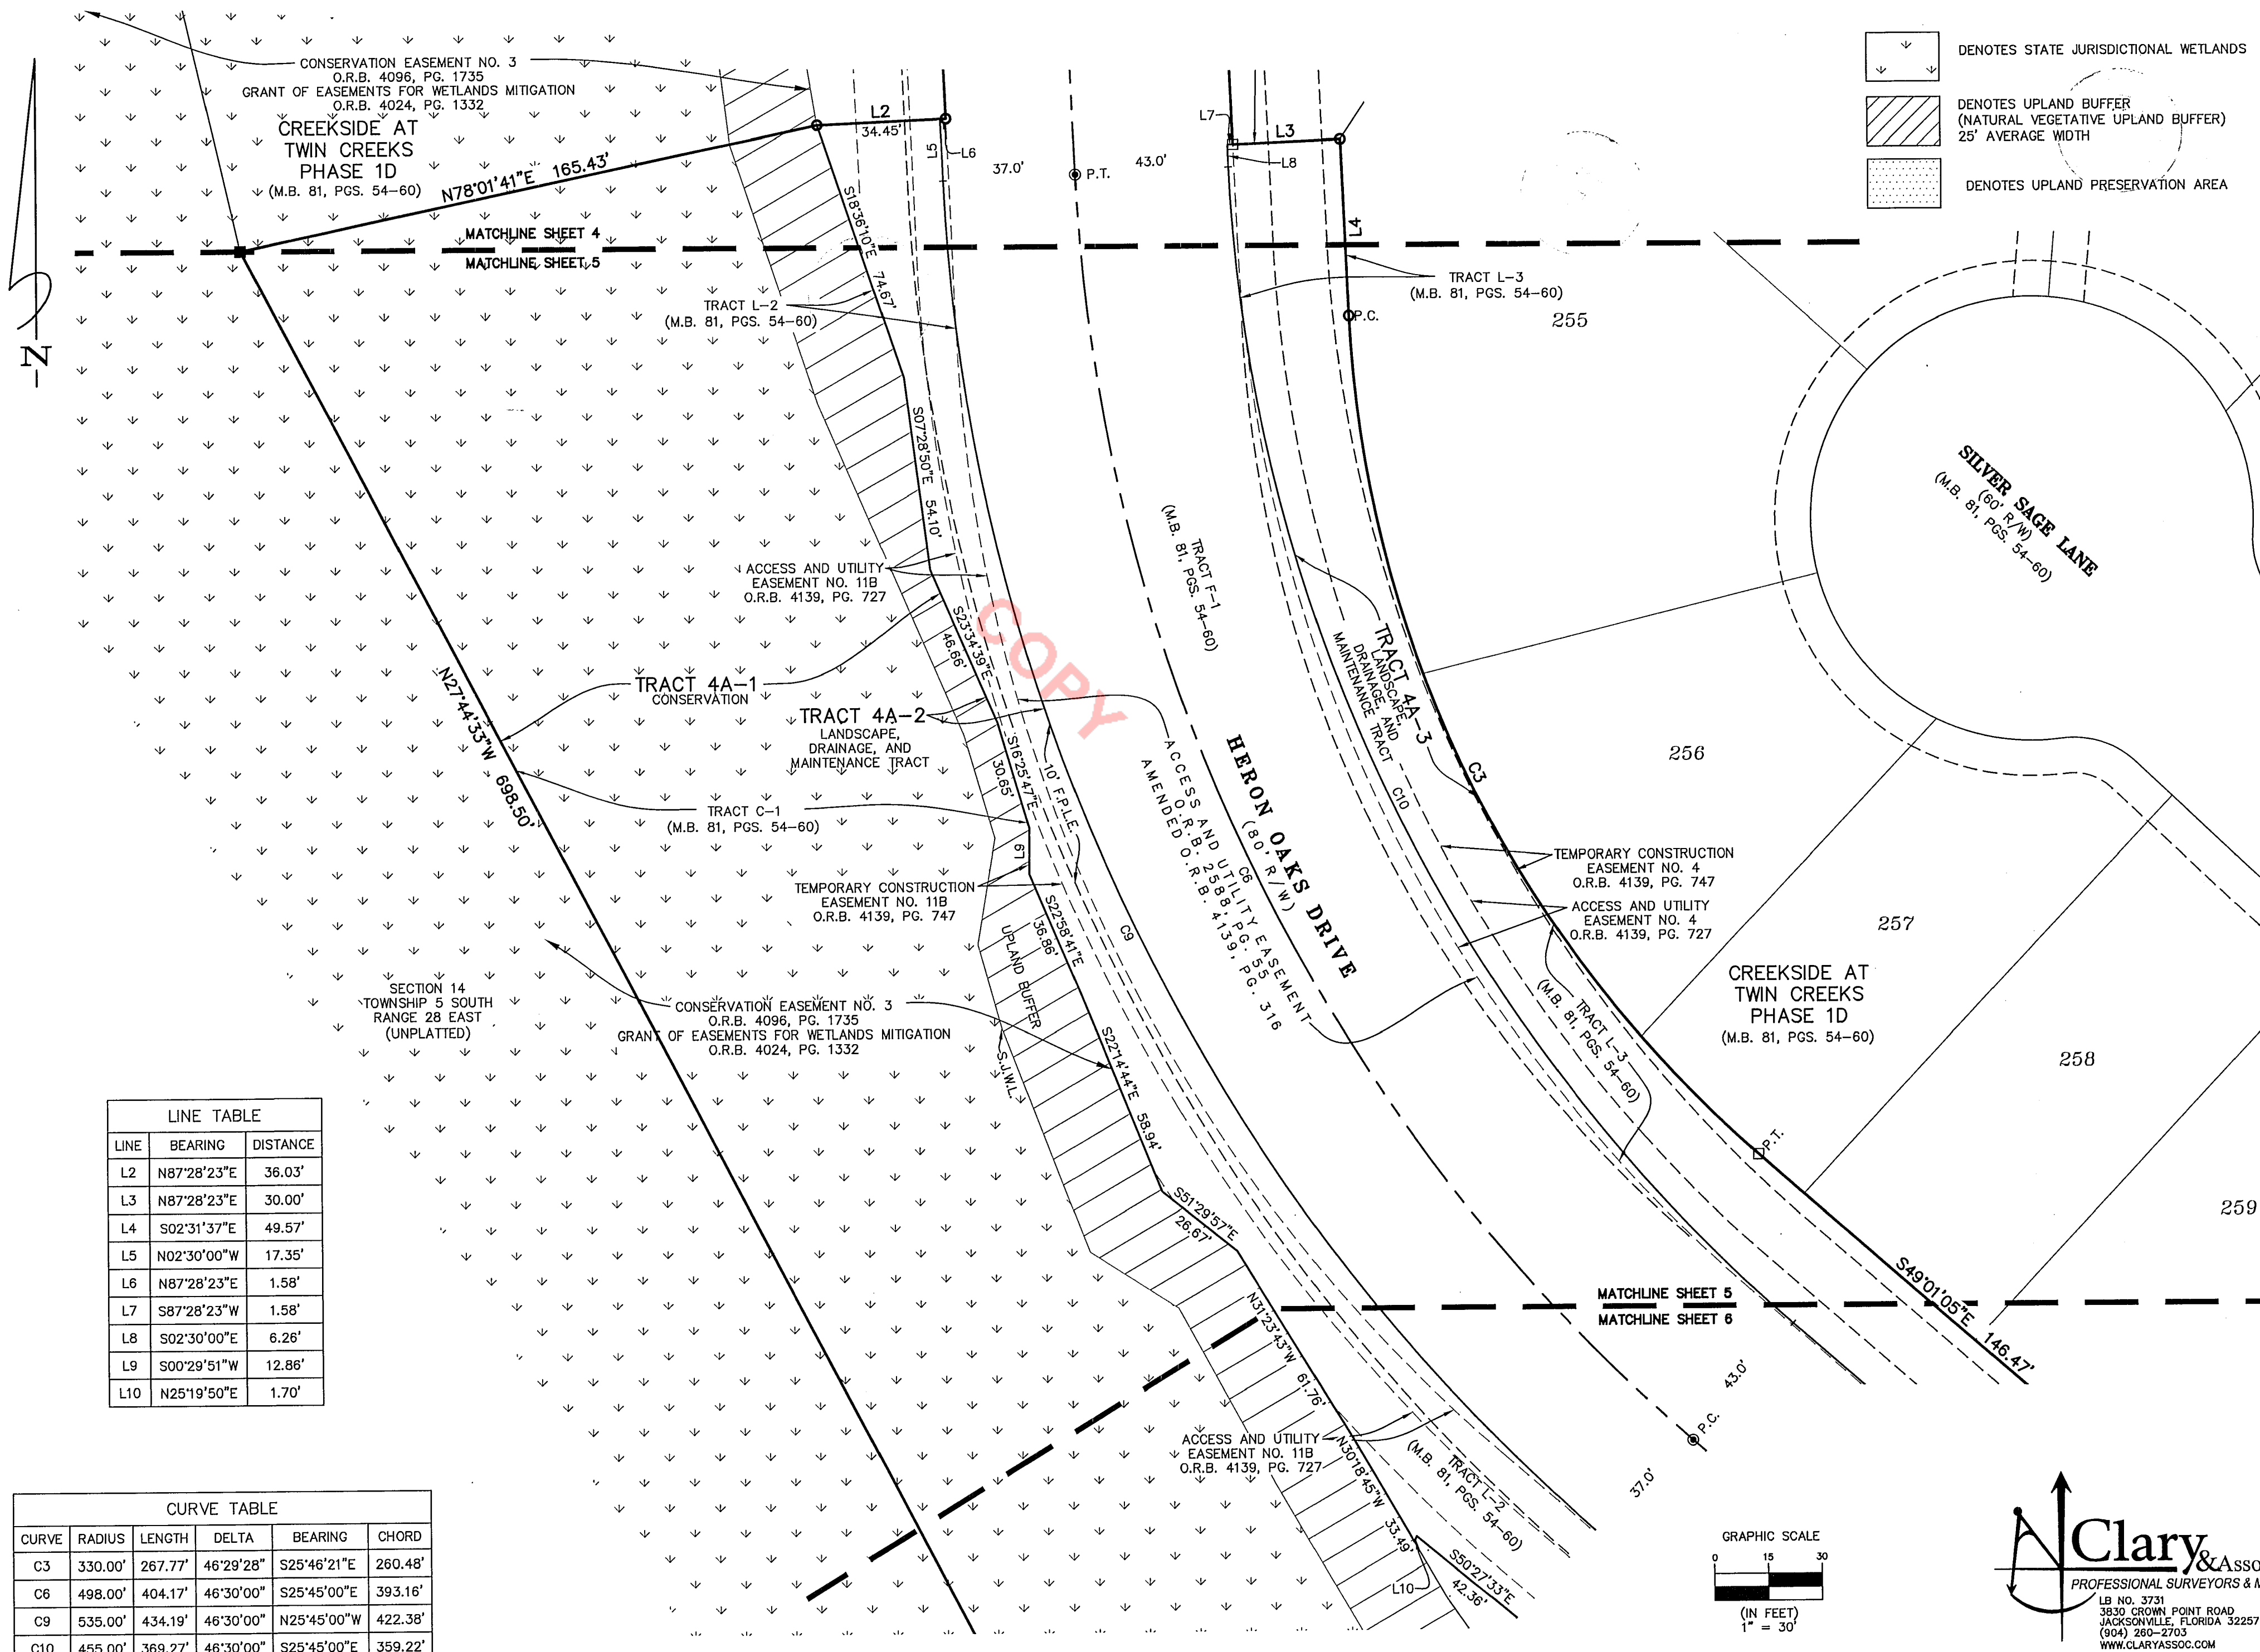 CONSERVATION EASEMENT NO. 3
O.R.B. 4096, PG. 1735
GRANT OF EASEMENTS FOR WETLANDS MITIGATION
O.R.B. 4024, PG. 1332
CREEKSIDE AT
TWIN CREEKS
PHASE 1D
(M.B. 81, PGS. 54-60)
N78°01'41"E 165.43'
L2
34.45'
L5
L6
37.0'
P.T.
43.0'
L7
L3
L8
L4
DENOTES STATE JURISDICTIONAL WETLANDS
DENOTES UPLAND BUFFER
(NATURAL VEGETATIVE UPLAND BUFFER)
25' AVERAGE WIDTH
DENOTES UPLAND PRESERVATION AREA
N
MATCHLINE SHEET 4
MATCHLINE SHEET 5
S18°36'10"E 74.67'
TRACT L-2
(M.B. 81, PGS. 54-60)
TRACT L-3
(M.B. 81, PGS. 54-60)
P.C.
255
S07°28'50"E 54.10'
SILVER SAGE LANE
(60' R/W)
(M.B. 81, PGS. 54-60)
ACCESS AND UTILITY
EASEMENT NO. 11B
O.R.B. 4139, PG. 727
S23°34'39"E
46.66'
COPY
TRACT F-1
(M.B. 81, PGS. 54-60)
TRACT 4A-1
CONSERVATION
N27°44'33"W 698.50'
TRACT 4A-2
LANDSCAPE,
DRAINAGE, AND
MAINTENANCE TRACT
TRACT 4A-3
LANDSCAPE,
DRAINAGE, AND
MAINTENANCE TRACT
C3
256
S16°25'47"E
30.65'
10' F.P.L.E.
TRACT C-1
(M.B. 81, PGS. 54-60)
HERON OAKS DRIVE
(80' R/W)
C6
ACCESS AND UTILITY EASEMENT
O.R.B. 2588, PG. 55
AMENDED O.R.B. 4139, PG. 316
C10
L9
TEMPORARY CONSTRUCTION
EASEMENT NO. 11B
O.R.B. 4139, PG. 747
TEMPORARY CONSTRUCTION
EASEMENT NO. 4
O.R.B. 4139, PG. 747
ACCESS AND UTILITY
EASEMENT NO. 4
O.R.B. 4139, PG. 727
257
S22°58'41"E
36.86'
C9
UPLAND BUFFER
S.J.W.L.
SECTION 14
TOWNSHIP 5 SOUTH
RANGE 28 EAST
(UNPLATTED)
CONSERVATION EASEMENT NO. 3
O.R.B. 4096, PG. 1735
GRANT OF EASEMENTS FOR WETLANDS MITIGATION
O.R.B. 4024, PG. 1332
CREEKSIDE AT
TWIN CREEKS
PHASE 1D
(M.B. 81, PGS. 54-60)
TRACT L-3
(M.B. 81, PGS. 54-60)
258
S22°14'44"E 58.94'
P.T.
259
S51°29'57"E
26.67'
S49°01'05"E 146.47'
MATCHLINE SHEET 5
MATCHLINE SHEET 6
N31°23'43"W 61.76'
43.0'
P.C.
37.0'
ACCESS AND UTILITY
EASEMENT NO. 11B
O.R.B. 4139, PG. 727
TRACT L-2
(M.B. 81, PGS. 54-60)
N30°18'45"W 33.49'
L10
S50°27'33"E
42.36'
LINE TABLE
LINE BEARING DISTANCE
L2 N87°28'23"E 36.03'
L3 N87°28'23"E 30.00'
L4 S02°31'37"E 49.57'
L5 N02°30'00"W 17.35'
L6 N87°28'23"E 1.58'
L7 S87°28'23"W 1.58'
L8 S02°30'00"E 6.26'
L9 S00°29'51"W 12.86'
L10 N25°19'50"E 1.70'
CURVE TABLE
CURVE RADIUS LENGTH DELTA BEARING CHORD
C3 330.00' 267.77' 46°29'28" S25°46'21"E 260.48'
C6 498.00' 404.17' 46°30'00" S25°45'00"E 393.16'
C9 535.00' 434.19' 46°30'00" N25°45'00"W 422.38'
C10 455.00' 369.27' 46°30'00" S25°45'00"E 359.22'
GRAPHIC SCALE
0 15 30
(IN FEET)
1" = 30'
Clary & Asso
PROFESSIONAL SURVEYORS & M
LB NO. 3731
3830 CROWN POINT ROAD
JACKSONVILLE, FLORIDA 32257
(904) 260-2703
WWW.CLARYASSOC.COM